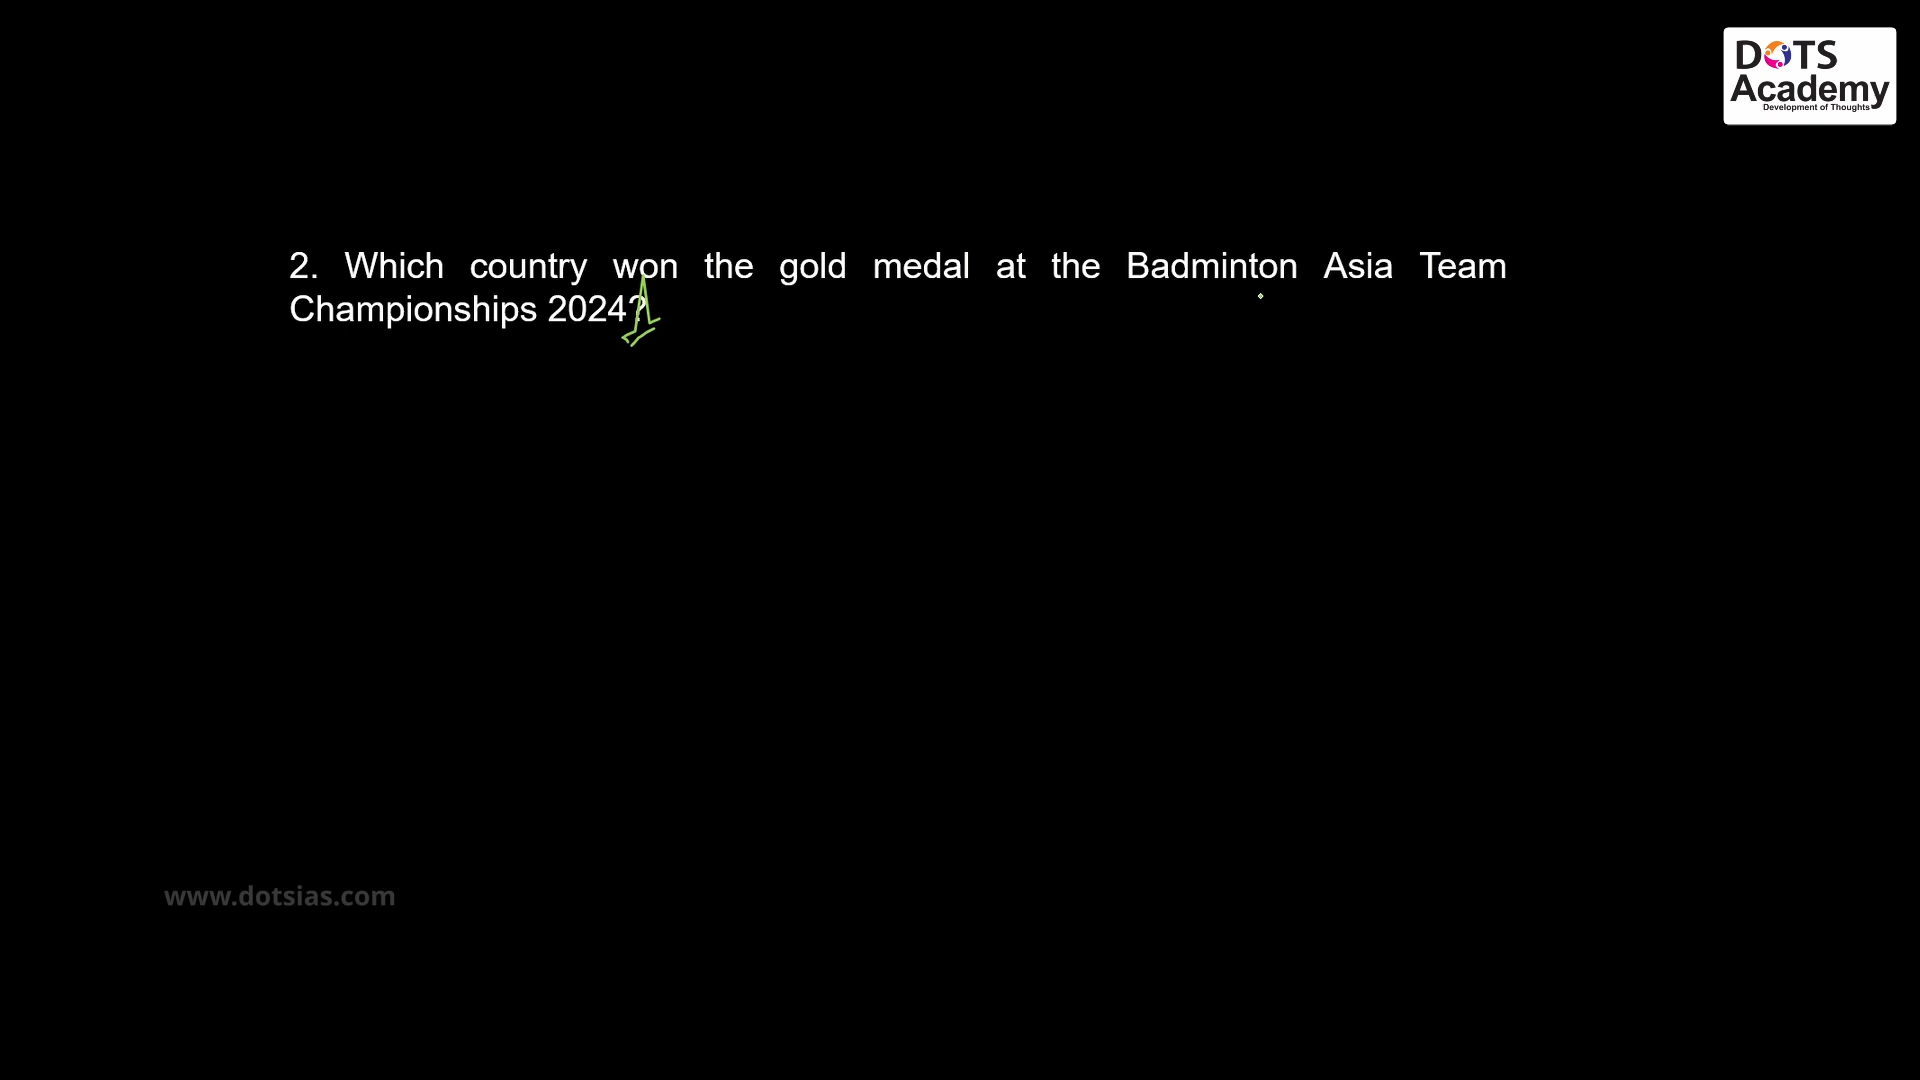 DOTS
Academy
Development of Thoughts
2. Which country won the gold medal at the Badminton Asia Team
Championships 2024?
www.dotsias.com